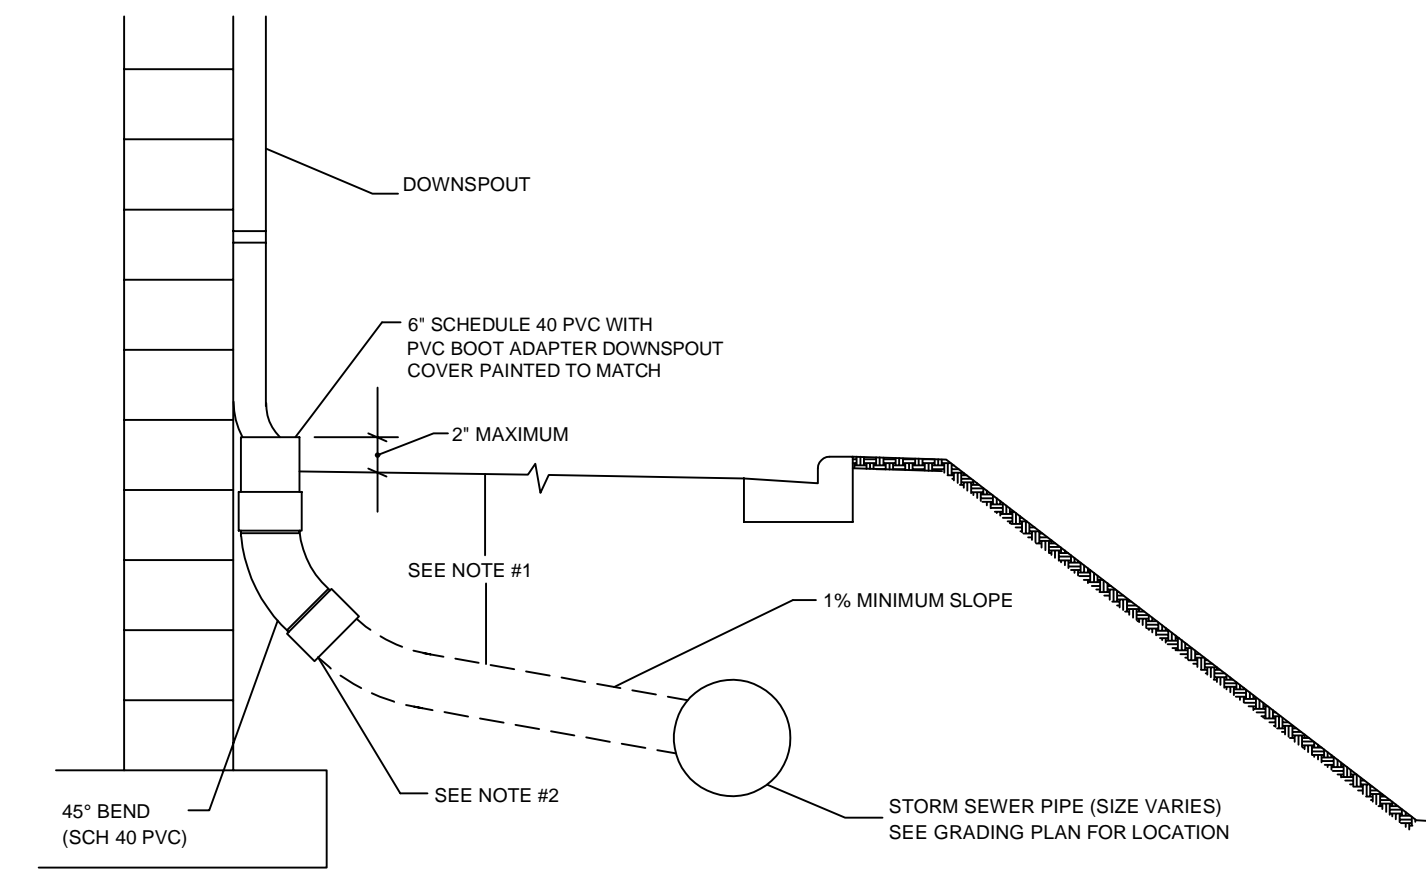 DOWNSPOUT
6" SCHEDULE 40 PVC WITH
PVC BOOT ADAPTER DOWNSPOUT
COVER PAINTED TO MATCH
2" MAXIMUM
SEE NOTE #1
1% MINIMUM SLOPE
SEE NOTE #2
45° BEND
(SCH 40 PVC)
STORM SEWER PIPE (SIZE VARIES)
SEE GRADING PLAN FOR LOCATION